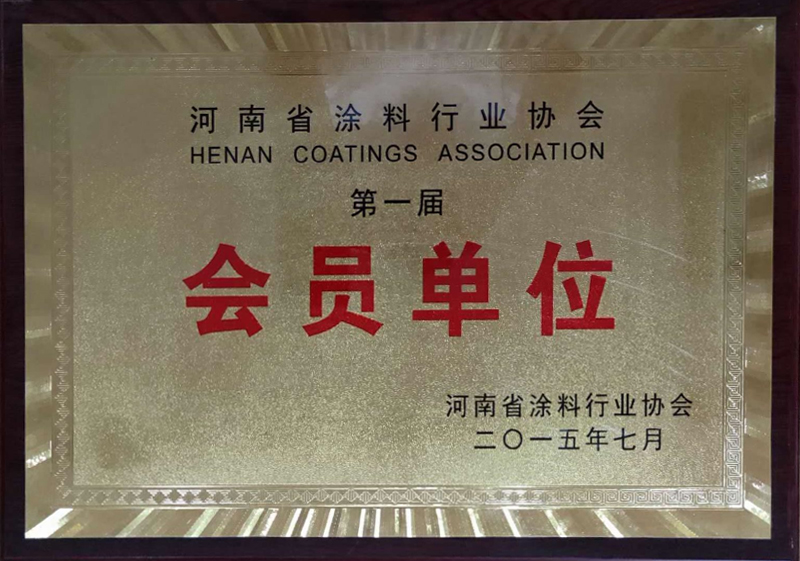 河南省涂料行业协会
HENAN COATINGS ASSOCIATION
第一届
会员单位
河南省涂料行业协会
二〇一五年七月